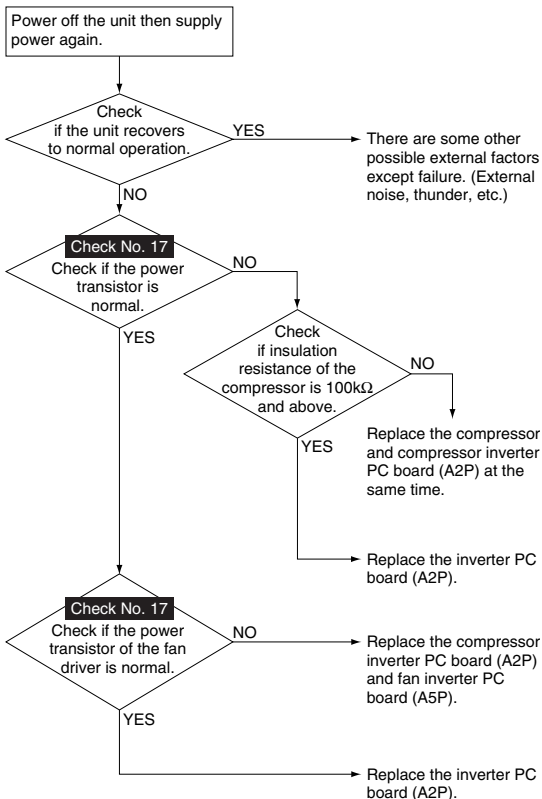 Power off the unit then supply
power again.
Check
if the unit recovers
to normal operation.
YES
There are some other
possible external factors
except failure. (External
noise, thunder, etc.)
NO
Check No. 17
Check if the power
transistor is
normal.
NO
YES
Check
if insulation
resistance of the
compressor is 100kΩ
and above.
NO
Replace the compressor
and compressor inverter
PC board (A2P) at the
same time.
YES
Replace the inverter PC
board (A2P).
Check No. 17
Check if the power
transistor of the fan
driver is normal.
NO
Replace the compressor
inverter PC board (A2P)
and fan inverter PC
board (A5P).
YES
Replace the inverter PC
board (A2P).